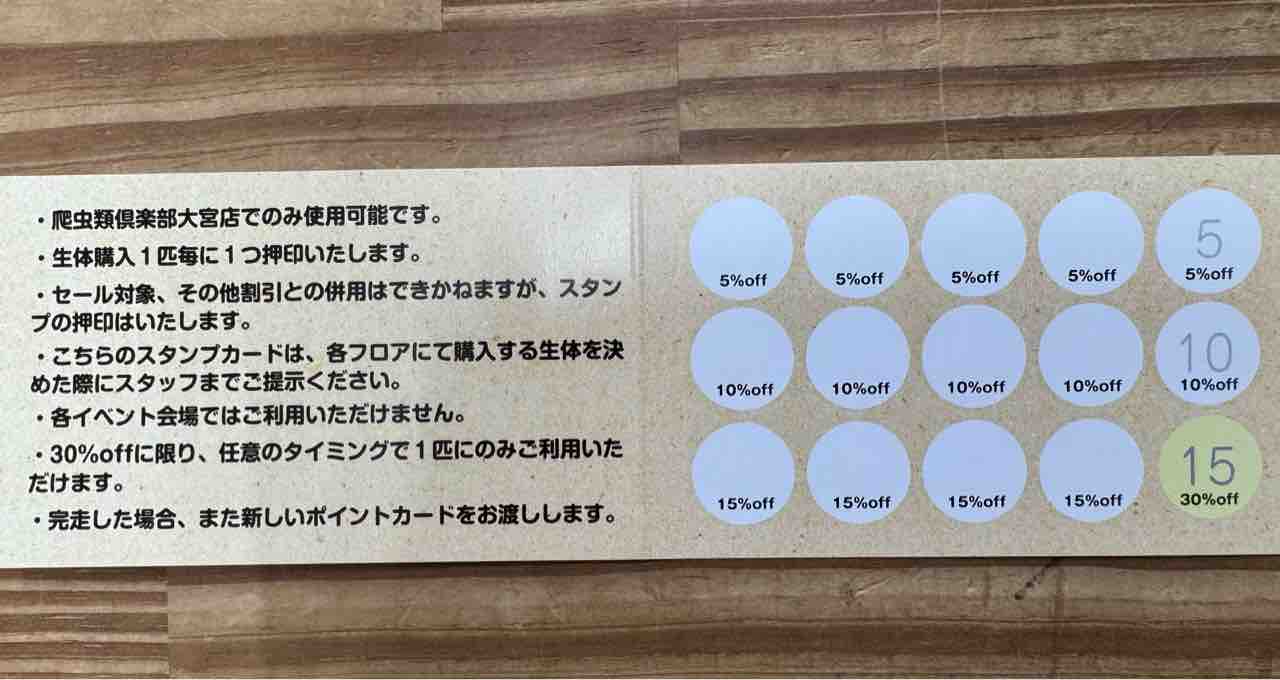 ・爬虫類倶楽部大宮店でのみ使用可能です。
・生体購入１匹毎に１つ押印いたします。
・セール対象、その他割引との併用はできかねますが、スタン
プの押印はいたします。
・こちらのスタンプカードは、各フロアにて購入する生体を決
めた際にスタッフまでご提示ください。
・各イベント会場ではご利用いただけません。
・30%offに限り、任意のタイミングで１匹にのみご利用いた
だけます。
・完走した場合、また新しいポイントカードをお渡しします。
5
5%off 5%off 5%off 5%off 5%off
10
10%off 10%off 10%off 10%off 10%off
15
15%off 15%off 15%off 15%off 30%off